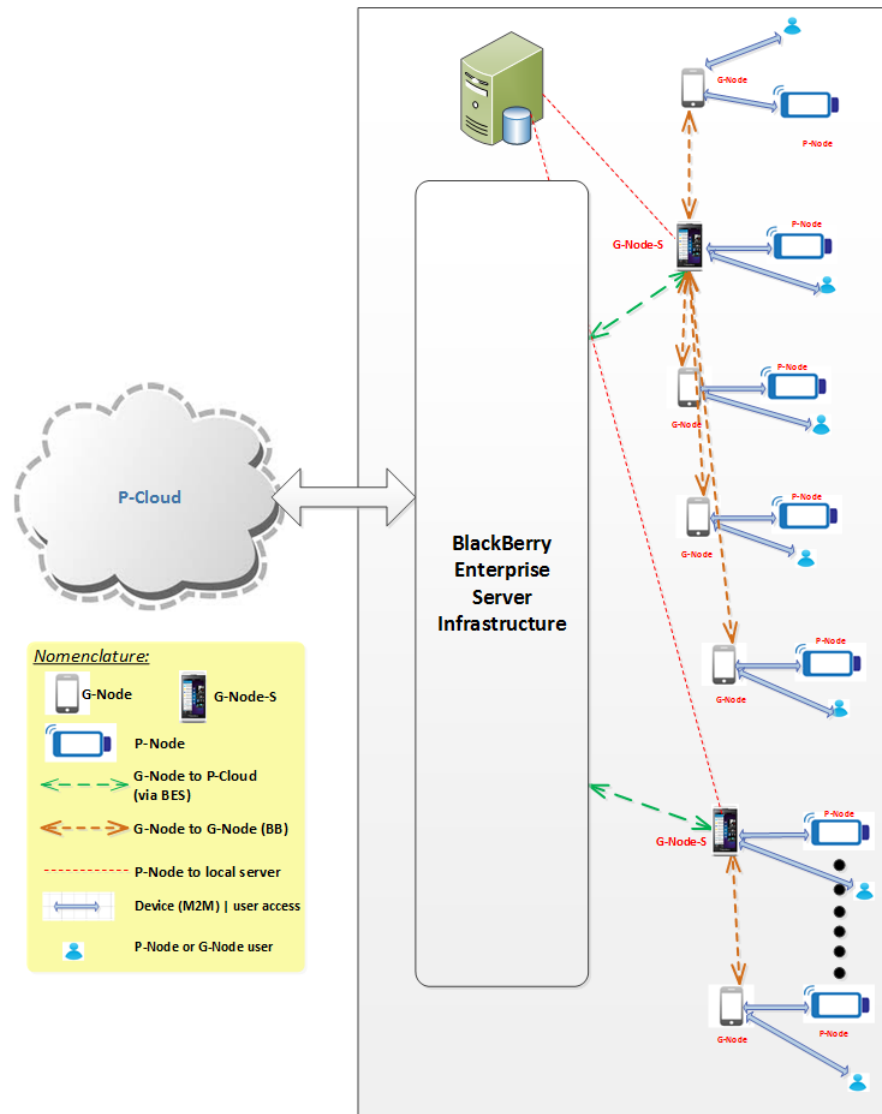 G-Node
P-Node
P-Node
G-Node-S
P-Node
G-Node
P-Cloud
P-Node
G-Node
BlackBerry
Enterprise
Server
Infrastructure
P-Node
G-Node
Nomenclature:
G-Node
G-Node-S
P-Node
G-Node to P-Cloud
(via BES)
G-Node to G-Node (BB)
P-Node to local server
Device (M2M) | user access
P-Node or G-Node user
P-Node
G-Node-S
P-Node
G-Node